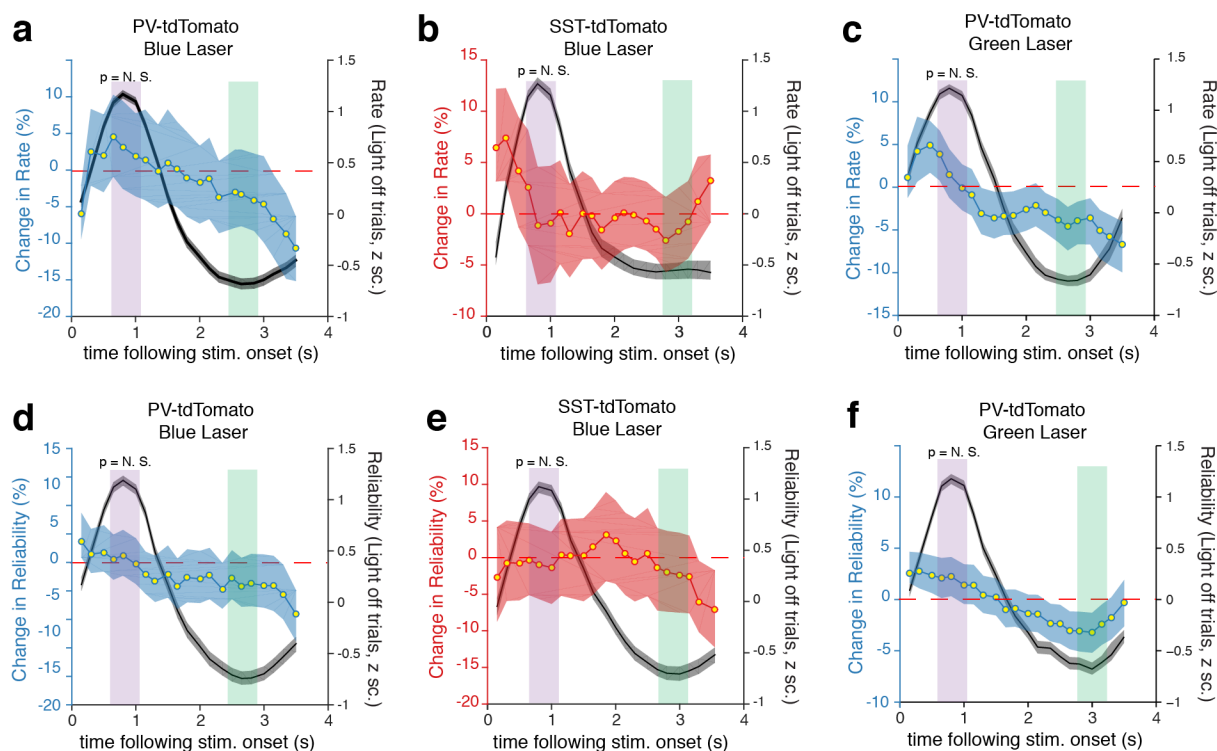 a
PV-tdTomato
Blue Laser
p = N. S.
Change in Rate (%)
15
10
5
0
-5
-10
-15
-20
Rate (Light off trials, z sc.)
1.5
1
0.5
0
-0.5
-1
0 1 2 3 4
time following stim. onset (s)
b
SST-tdTomato
Blue Laser
p = N. S.
Change in Rate (%)
15
10
5
0
-5
-10
Rate (Light off trials, z sc.)
1.5
1
0.5
0
-0.5
-1
0 1 2 3 4
time following stim. onset (s)
c
PV-tdTomato
Green Laser
p = N. S.
Change in Rate (%)
10
5
0
-5
-10
-15
Rate (Light off trials, z sc.)
1.5
1
0.5
0
−0.5
−1
0 1 2 3 4
time following stim. onset (s)
d
PV-tdTomato
Blue Laser
p = N. S.
Change in Reliability (%)
15
10
5
0
-5
-10
-15
-20
Reliability (Light off trials, z sc.)
1.5
1
0.5
0
-0.5
-1
0 1 2 3 4
time following stim. onset (s)
e
SST-tdTomato
Blue Laser
p = N. S.
Change in Reliability (%)
15
10
5
0
-5
-10
-15
-20
Reliability (Light off trials, z sc.)
1.5
1
0.5
0
-0.5
-1
0 1 2 3 4
time following stim. onset (s)
f
PV-tdTomato
Green Laser
p = N. S.
Change in Reliability (%)
10
5
0
-5
-10
Reliability (Light off trials, z sc.)
1.5
1
0.5
0
−0.5
−1
0 1 2 3 4
time following stim. onset (s)